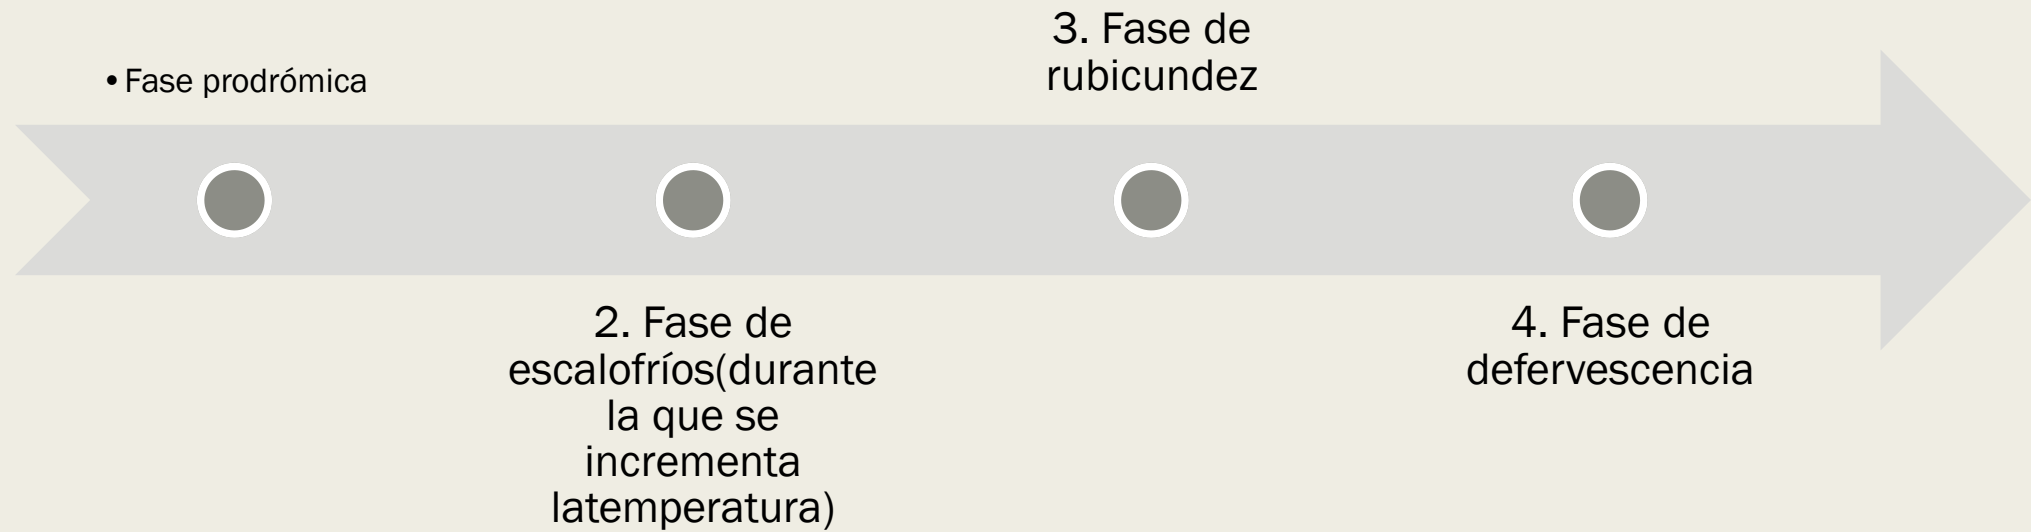 • Fase prodrómica
2. Fase de
escalofríos(durante
la que se
incrementa
latemperatura)
3. Fase de
rubicundez
4. Fase de
defervescencia